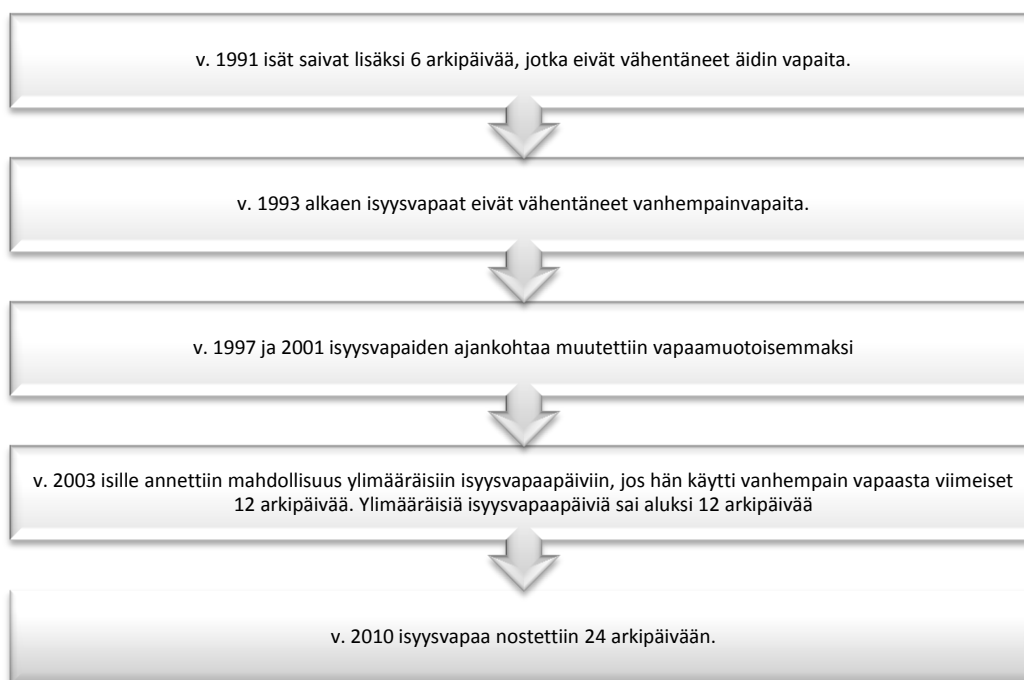 v. 1991 isät saivat lisäksi 6 arkipäivää, jotka eivät vähentäneet äidin vapaita.
v. 1993 alkaen isyysvapaat eivät vähentäneet vanhempainvapaita.
v. 1997 ja 2001 isyysvapaiden ajankohtaa muutettiin vapaamuotoisemmaksi
v. 2003 isille annettiin mahdollisuus ylimääräisiin isyysvapaapäiviin, jos hän käytti vanhempain vapaasta viimeiset
12 arkipäivää. Ylimääräisiä isyysvapaapäiviä sai aluksi 12 arkipäivää
v. 2010 isyysvapaa nostettiin 24 arkipäivään.